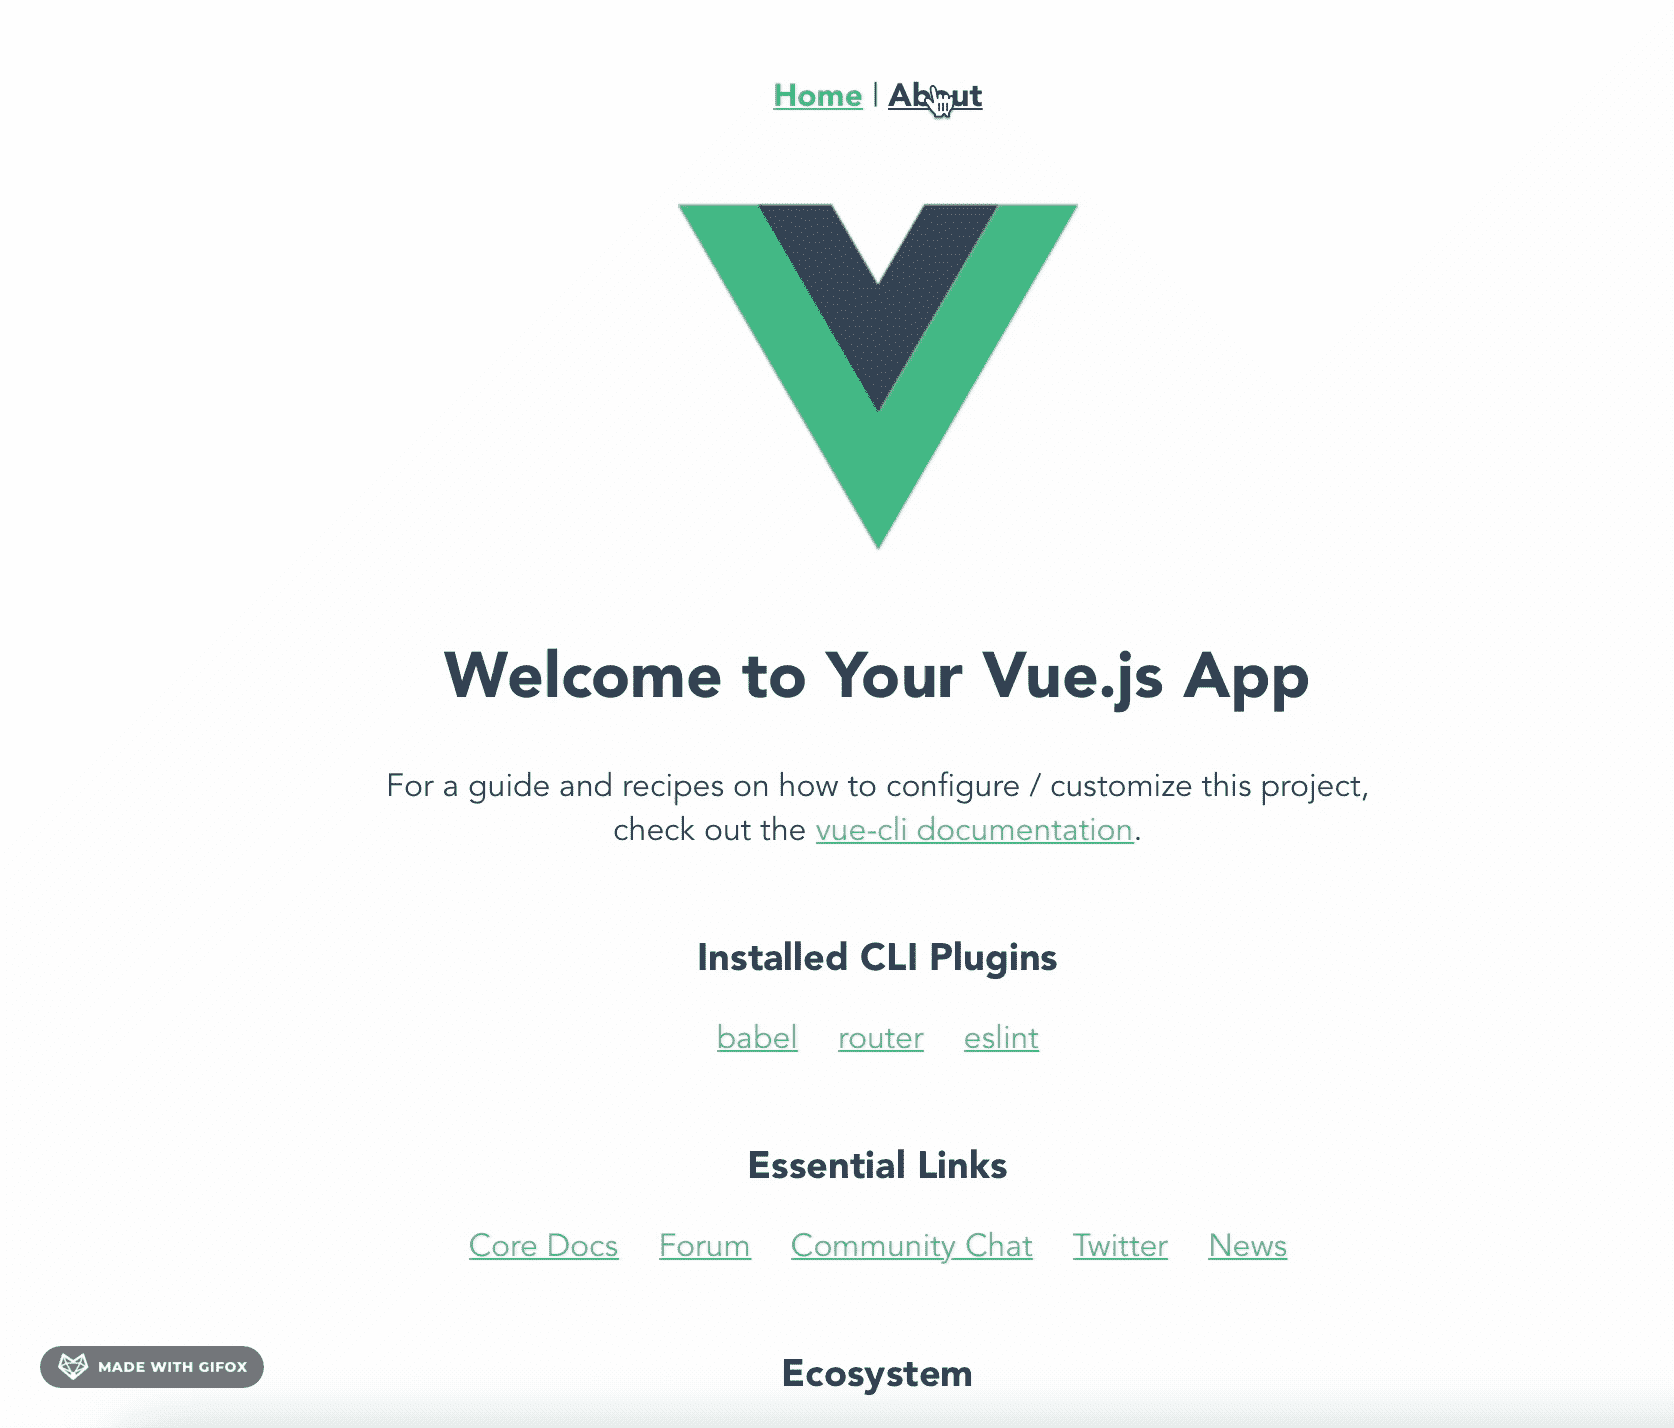 Home | About
Welcome to Your Vue.js App
For a guide and recipes on how to configure / customize this project,
check out the vue-cli documentation.
Installed CLI Plugins
babel router eslint
Essential Links
Core Docs Forum Community Chat Twitter News
MADE WITH GIFOX
Ecosystem